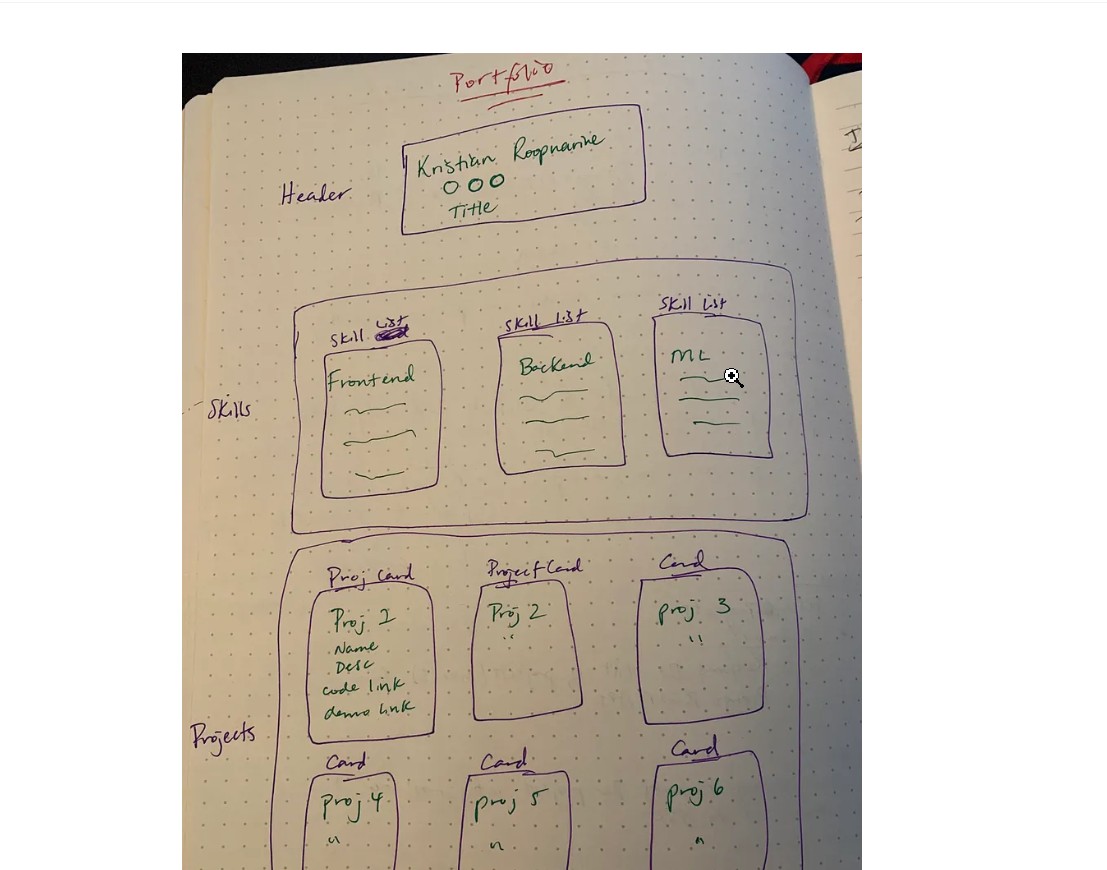 Portfolio
Header
Kristian Roopnarine
Title
Skills
Skill List
Frontend
Skill List
Backend
Skill List
ML
Projects
Proj Card
Proj 1
Name
Desc
code link
demo link
Project Card
Proj 2
"
Card
proj 3
"
Card
proj 4
"
Card
proj 5
"
Card
proj 6
"